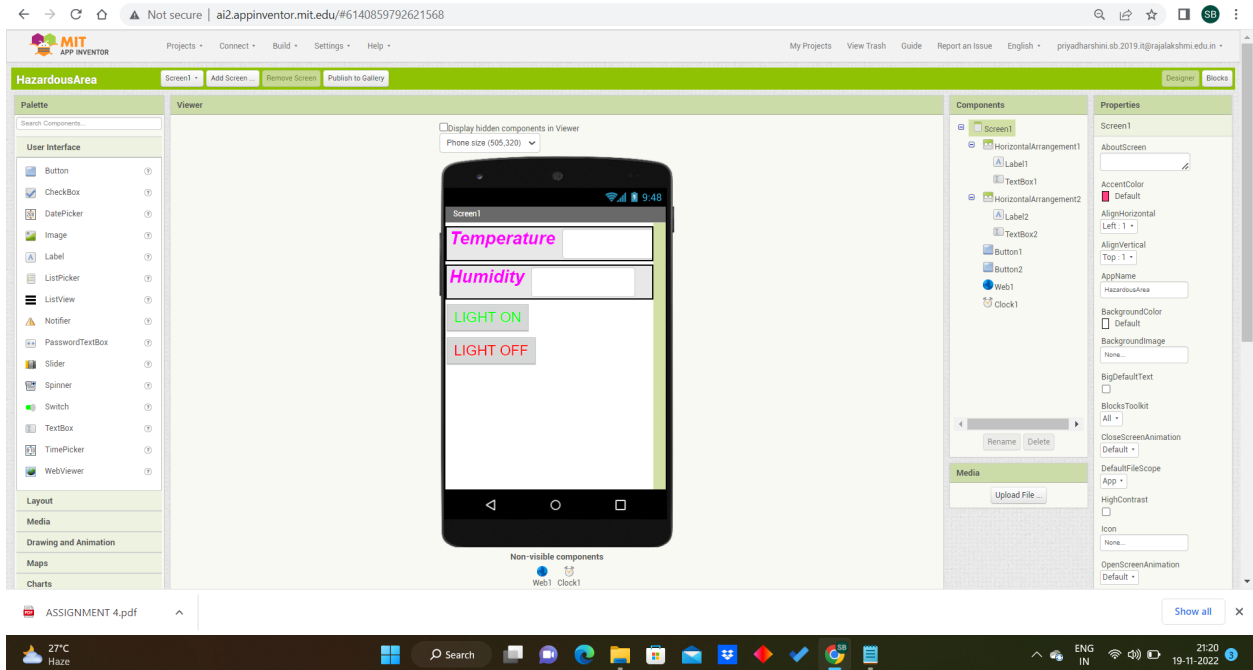 Not secure | ai2.appinventor.mit.edu/#6140859792621568
SB
MIT
APP INVENTOR
Projects Connect Build Settings Help
My Projects View Trash Guide Report an Issue English priyadharshini.sb.2019.it@rajalakshmi.edu.in
HazardousArea
Screen1 Add Screen ... Remove Screen Publish to Gallery
Designer Blocks
Palette
Search Components...
User Interface
Button
CheckBox
DatePicker
Image
Label
ListPicker
ListView
Notifier
PasswordTextBox
Slider
Spinner
Switch
TextBox
TimePicker
WebViewer
Layout
Media
Drawing and Animation
Maps
Charts
Viewer
Display hidden components in Viewer
Phone size (505,320)
9:48
Screen1
Temperature
Humidity
LIGHT ON
LIGHT OFF
Non-visible components
Web1 Clock1
Components
Screen1
HorizontalArrangement1
Label1
TextBox1
HorizontalArrangement2
Label2
TextBox2
Button1
Button2
Web1
Clock1
Rename Delete
Media
Upload File ...
Properties
Screen1
AboutScreen
AccentColor
Default
AlignHorizontal
Left : 1
AlignVertical
Top : 1
AppName
HazardousArea
BackgroundColor
Default
BackgroundImage
None...
BigDefaultText
BlocksToolkit
All
CloseScreenAnimation
Default
DefaultFileScope
App
HighContrast
Icon
None...
OpenScreenAnimation
Default
PDF
ASSIGNMENT 4.pdf
Show all
27°C
Haze
Search
SB
ENG
IN
21:20
19-11-2022
3